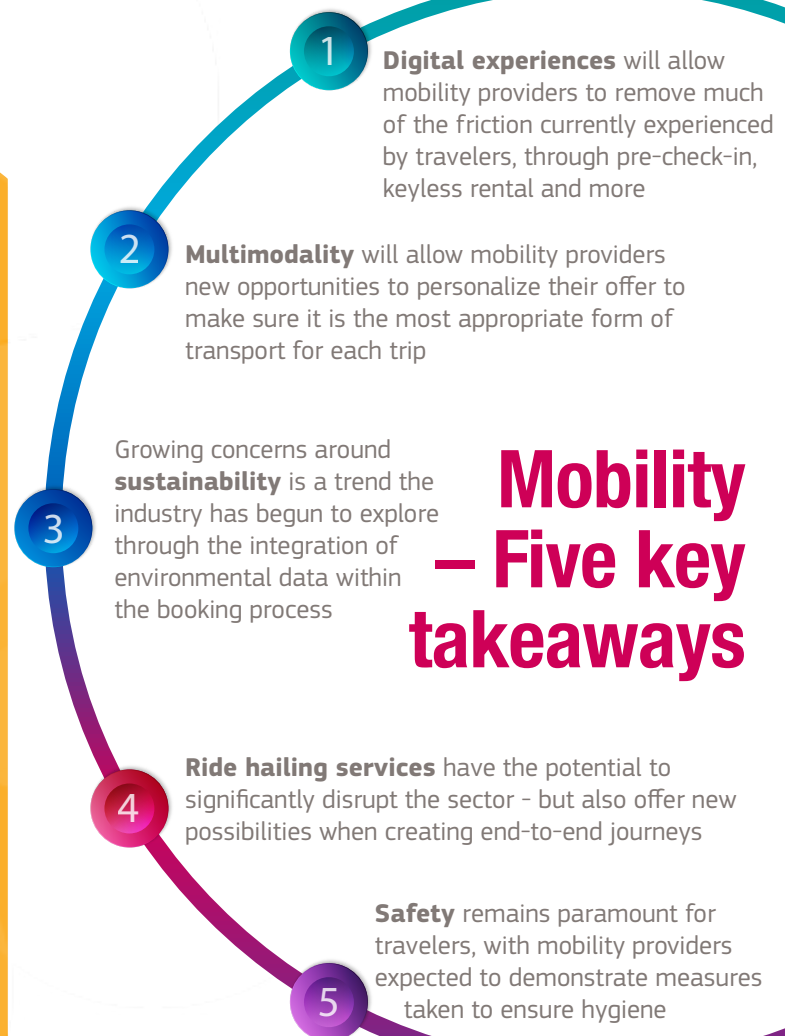 1
Digital experiences will allow
mobility providers to remove much
of the friction currently experienced
by travelers, through pre-check-in,
keyless rental and more
2
Multimodality will allow mobility providers
new opportunities to personalize their offer to
make sure it is the most appropriate form of
transport for each trip
3
Growing concerns around
sustainability is a trend the
industry has begun to explore
through the integration of
environmental data within
the booking process
Mobility
– Five key
takeaways
4
Ride hailing services have the potential to
significantly disrupt the sector - but also offer new
possibilities when creating end-to-end journeys
5
Safety remains paramount for
travelers, with mobility providers
expected to demonstrate measures
taken to ensure hygiene